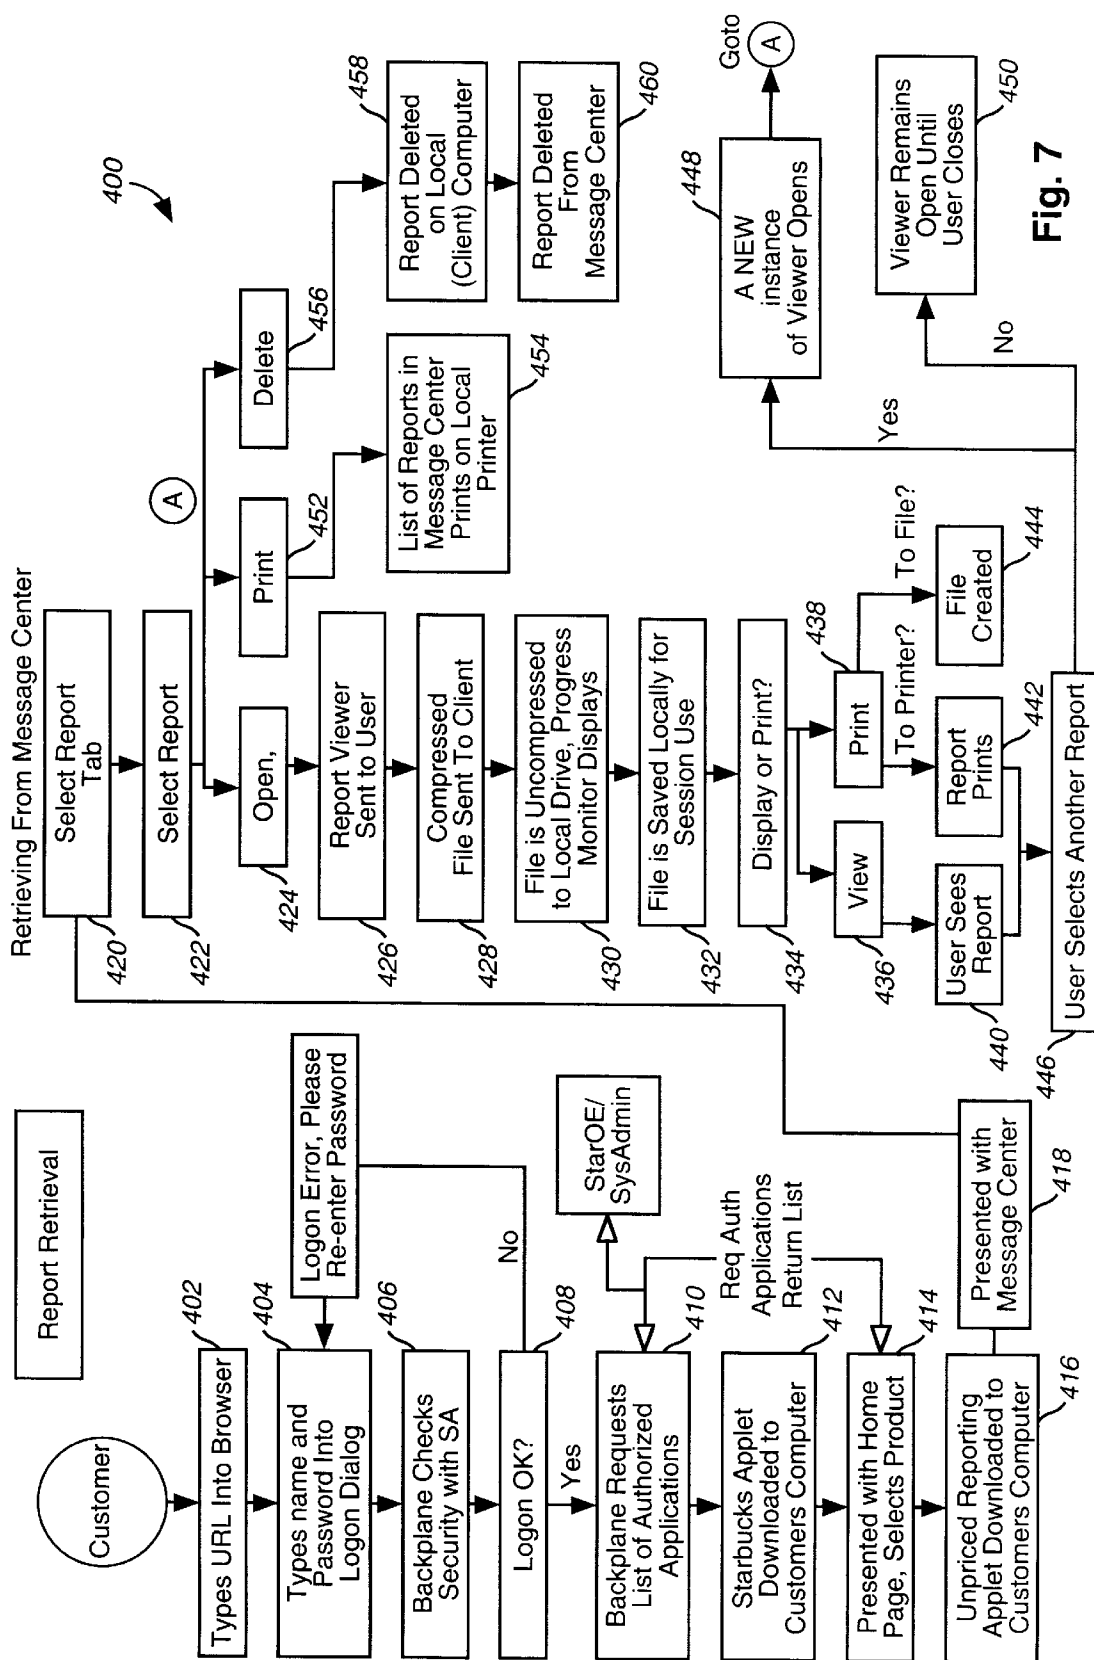 Report Retrieval
Customer
Types URL Into Browser
402
Types name and
Password Into
Logon Dialog
404
Logon Error, Please
Re-enter Password
Backplane Checks
Security with SA
406
Logon OK?
408
No
Yes
Backplane Requests
List of Authorized
Applications
410
StarOE/
SysAdmin
Req Auth
Applications
Return List
Starbucks Applet
Downloaded to
Customers Computer
412
Presented with Home
Page, Selects Product
414
Unpriced Reporting
Applet Downloaded to
Customers Computer
416
Presented with
Message Center
418
Retrieving From Message Center
400
Select Report
Tab
420
Select Report
422
A
Open,
424
Print
452
Delete
456
Report Viewer
Sent to User
426
List of Reports in
Message Center
Prints on Local
Printer
454
Report Deleted
on Local
(Client) Computer
458
Compressed
File Sent To Client
428
Report Deleted
From
Message Center
460
File is Uncompressed
to Local Drive, Progress
Monitor Displays
430
File is Saved Locally for
Session Use
432
Display or Print?
434
View
436
Print
438
To Printer?
To File?
User Sees
Report
440
Report
Prints
442
File
Created
444
User Selects Another Report
446
Yes
No
A NEW
instance
of Viewer Opens
448
Goto
A
Viewer Remains
Open Until
User Closes
450
Fig. 7